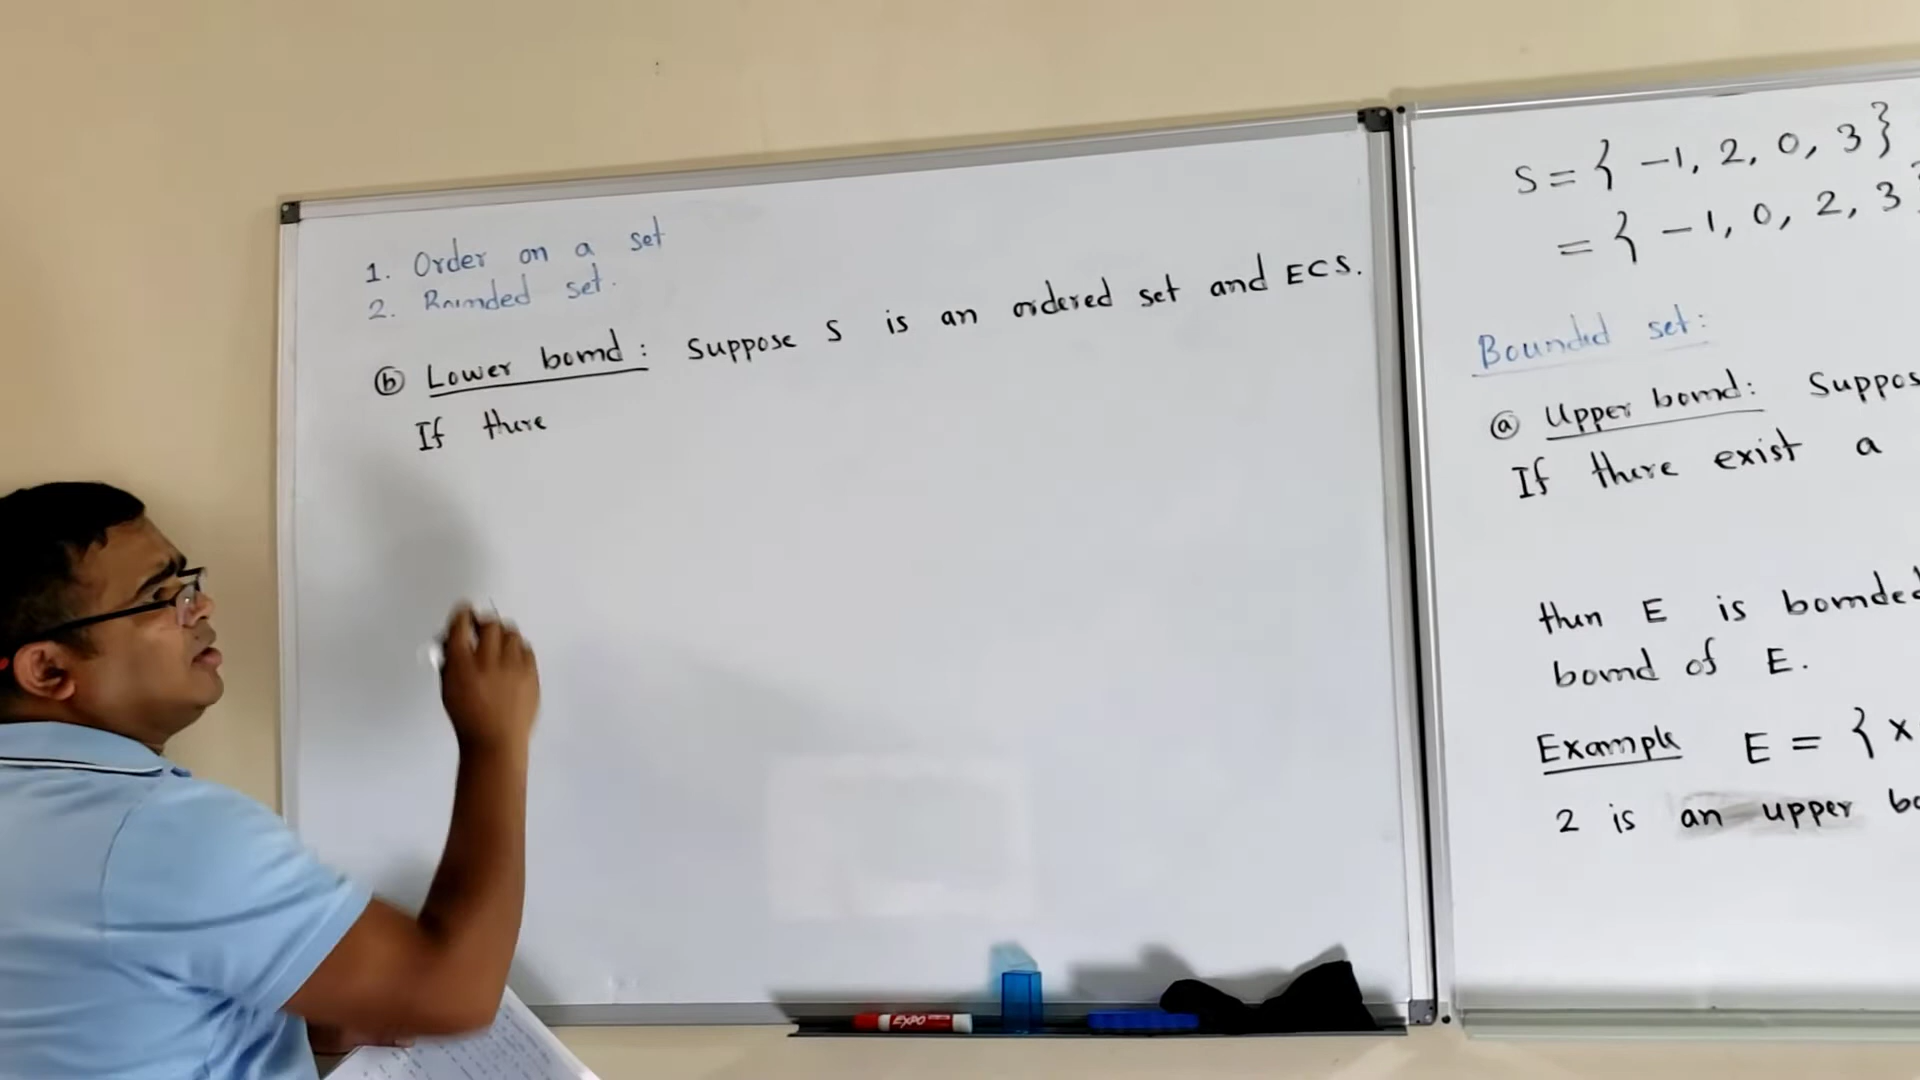 1. Order on a set
2. Bounded set.
ⓑ Lower bound: Suppose S is an ordered set and E⊂S.
If there
S = { -1, 2, 0, 3 }
= { -1, 0, 2, 3
Bounded set:
ⓐ Upper bound: Suppos
If there exist a
then E is bounded
bound of E.
Example E = { x
2 is an upper bo
EXPO